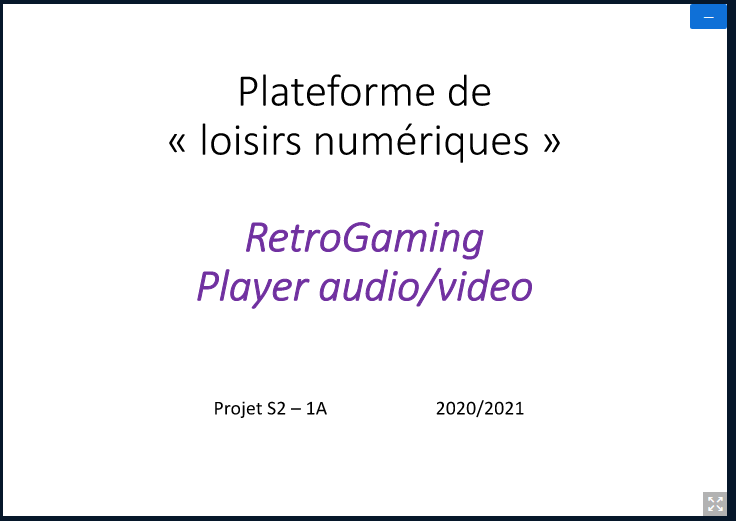 Plateforme de
« loisirs numériques »
RetroGaming
Player audio/video
Projet S2 – 1A 2020/2021